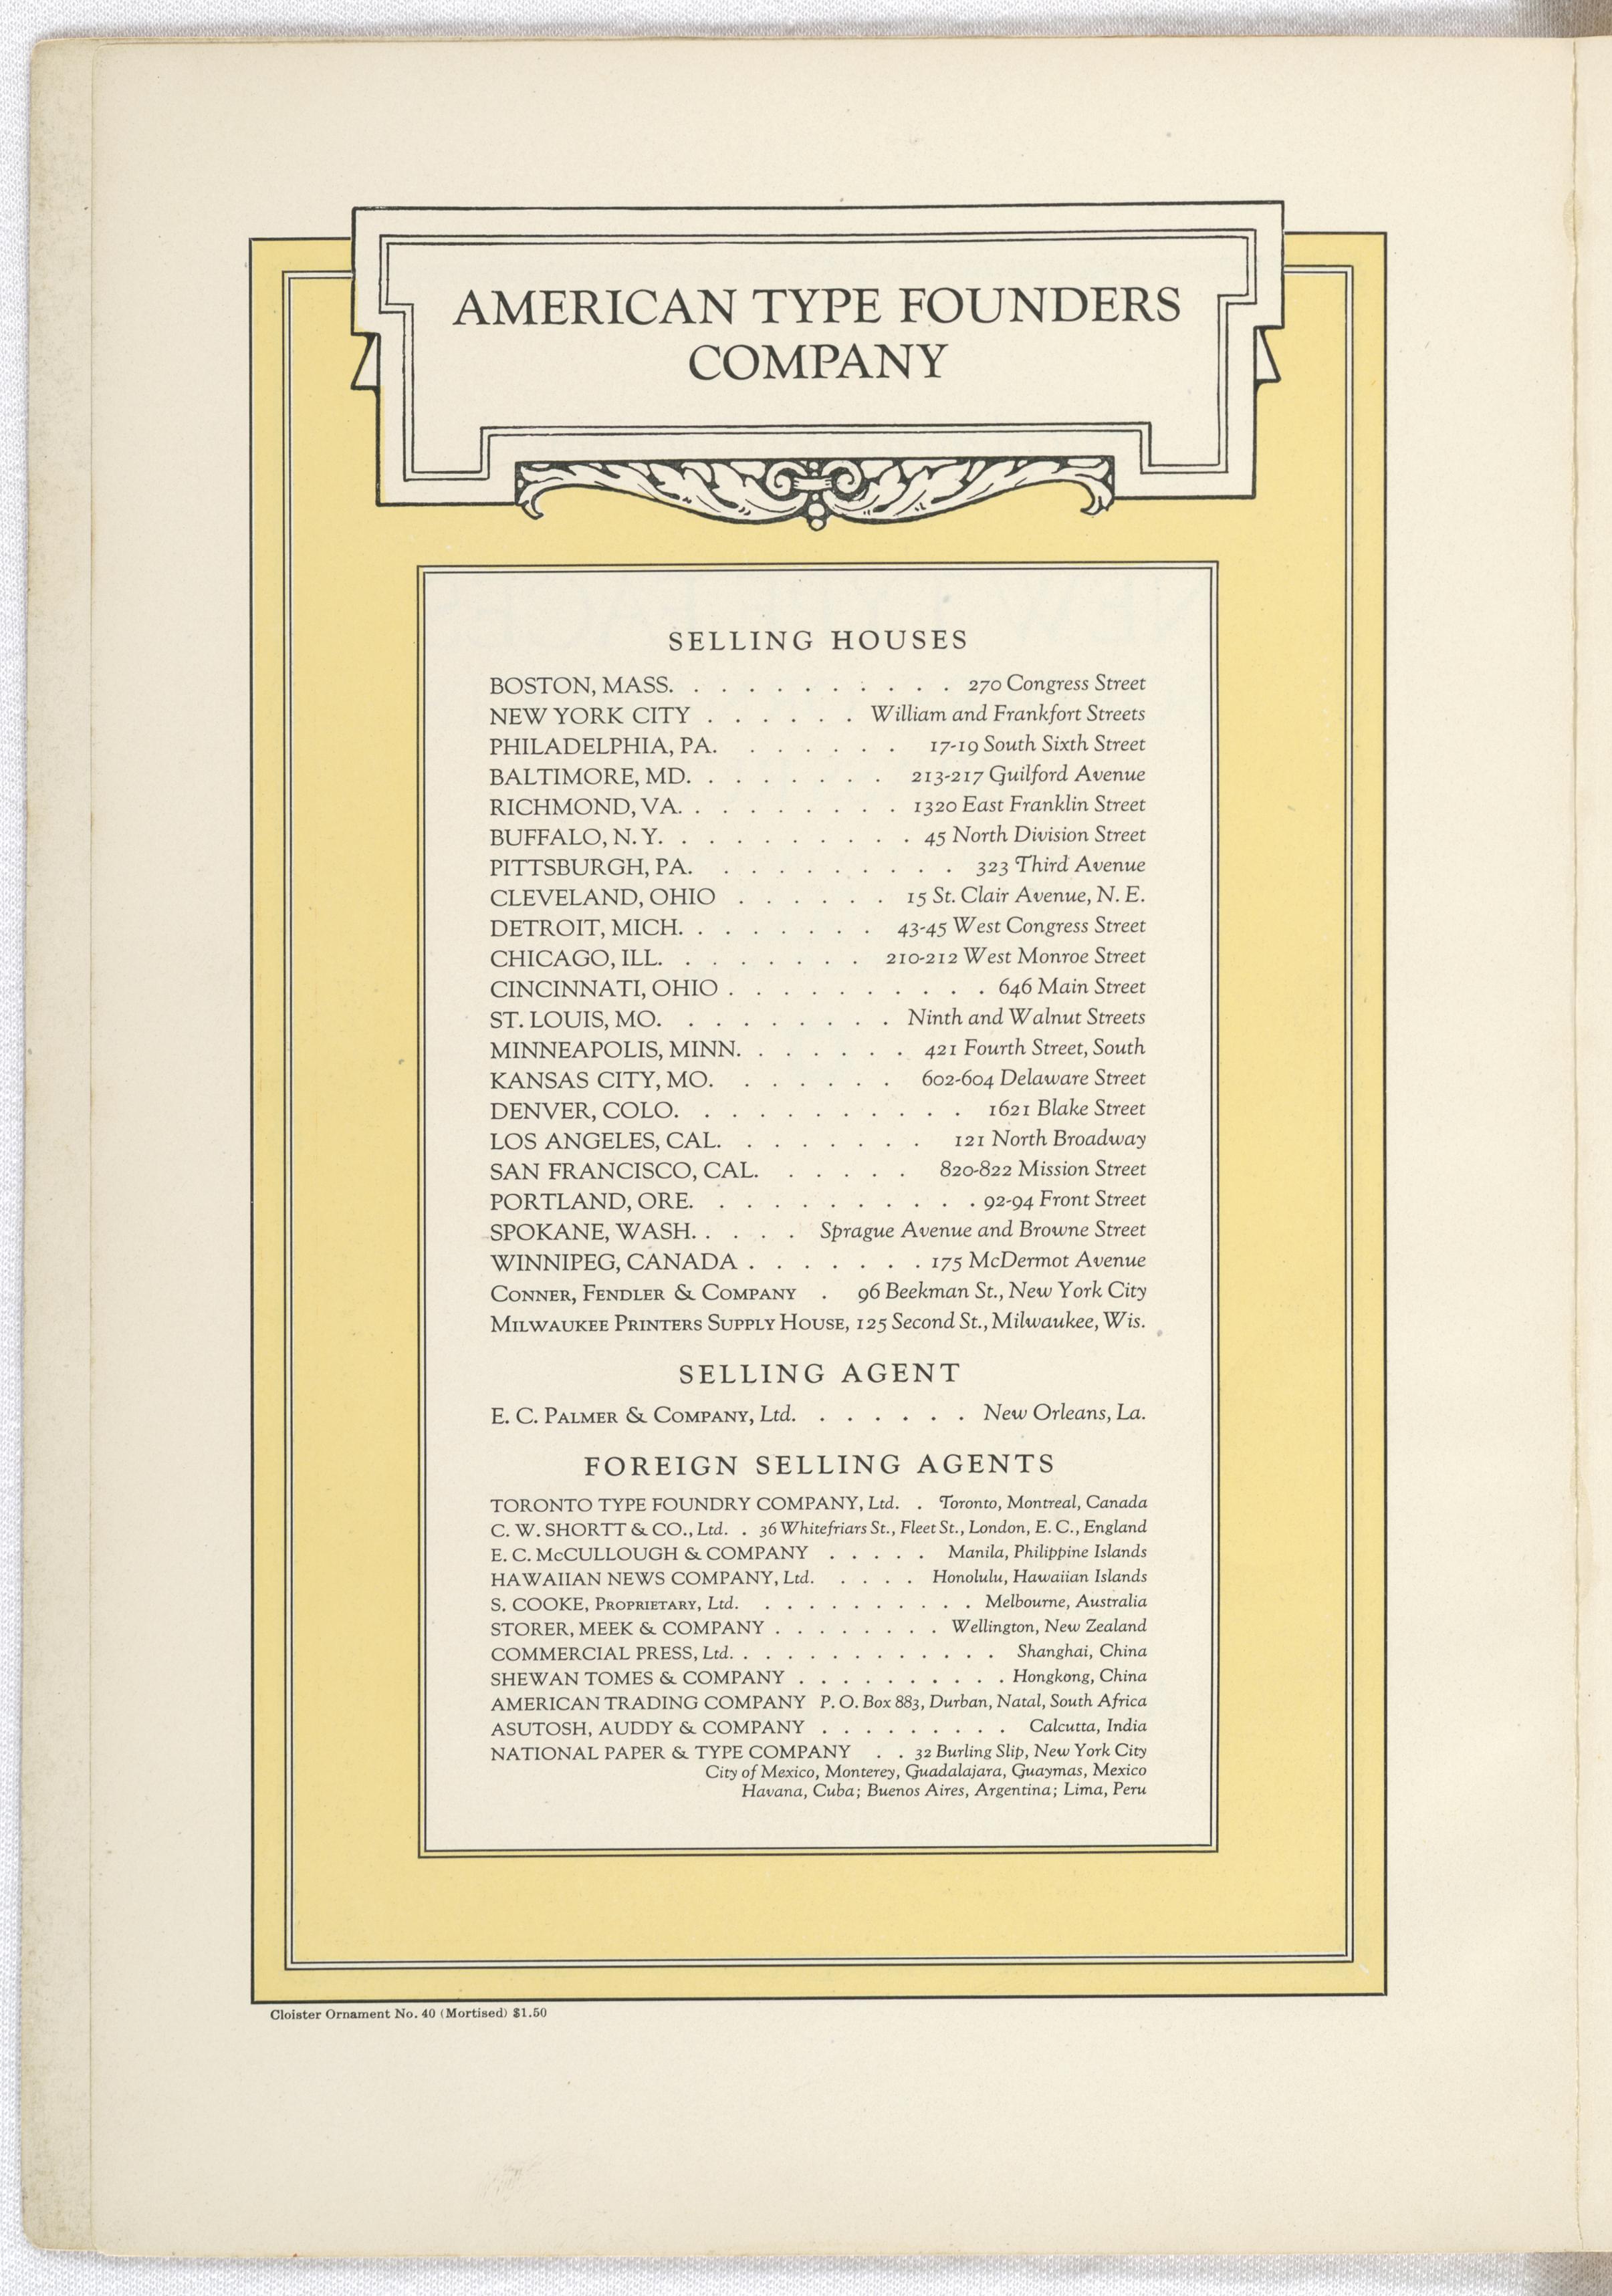 AMERICAN TYPE FOUNDERS
COMPANY
SELLING HOUSES
BOSTON, MASS. . . . . . . . . . . 270 Congress Street
NEW YORK CITY . . . . . . William and Frankfort Streets
PHILADELPHIA, PA. . . . . . . 17-19 South Sixth Street
BALTIMORE, MD. . . . . . . . 213-217 Guilford Avenue
RICHMOND, VA. . . . . . . . . 1320 East Franklin Street
BUFFALO, N. Y. . . . . . . . . . 45 North Division Street
PITTSBURGH, PA. . . . . . . . . . 323 Third Avenue
CLEVELAND, OHIO . . . . . . 15 St. Clair Avenue, N. E.
DETROIT, MICH. . . . . . . . 43-45 West Congress Street
CHICAGO, ILL. . . . . . . . 210-212 West Monroe Street
CINCINNATI, OHIO . . . . . . . . . . 646 Main Street
ST. LOUIS, MO. . . . . . . . . Ninth and Walnut Streets
MINNEAPOLIS, MINN. . . . . . . 421 Fourth Street, South
KANSAS CITY, MO. . . . . . . 602-604 Delaware Street
DENVER, COLO. . . . . . . . . . . 1621 Blake Street
LOS ANGELES, CAL. . . . . . . . 121 North Broadway
SAN FRANCISCO, CAL. . . . . . 820-822 Mission Street
PORTLAND, ORE. . . . . . . . . . . 92-94 Front Street
SPOKANE, WASH. . . . . Sprague Avenue and Browne Street
WINNIPEG, CANADA . . . . . . . 175 McDermot Avenue
CONNER, FENDLER & COMPANY . 96 Beekman St., New York City
MILWAUKEE PRINTERS SUPPLY HOUSE, 125 Second St., Milwaukee, Wis.
SELLING AGENT
E. C. PALMER & COMPANY, Ltd. . . . . . . New Orleans, La.
FOREIGN SELLING AGENTS
TORONTO TYPE FOUNDRY COMPANY, Ltd. . Toronto, Montreal, Canada
C. W. SHORTT & CO., Ltd. . 36 Whitefriars St., Fleet St., London, E. C., England
E. C. McCULLOUGH & COMPANY . . . . . Manila, Philippine Islands
HAWAIIAN NEWS COMPANY, Ltd. . . . . Honolulu, Hawaiian Islands
S. COOKE, PROPRIETARY, Ltd. . . . . . . . . . . Melbourne, Australia
STORER, MEEK & COMPANY . . . . . . . . Wellington, New Zealand
COMMERCIAL PRESS, Ltd. . . . . . . . . . . . . Shanghai, China
SHEWAN TOMES & COMPANY . . . . . . . . . . Hongkong, China
AMERICAN TRADING COMPANY P. O. Box 883, Durban, Natal, South Africa
ASUTOSH, AUDDY & COMPANY . . . . . . . . . Calcutta, India
NATIONAL PAPER & TYPE COMPANY . . 32 Burling Slip, New York City
City of Mexico, Monterey, Guadalajara, Guaymas, Mexico
Havana, Cuba; Buenos Aires, Argentina; Lima, Peru
Cloister Ornament No. 40 (Mortised) $1.50